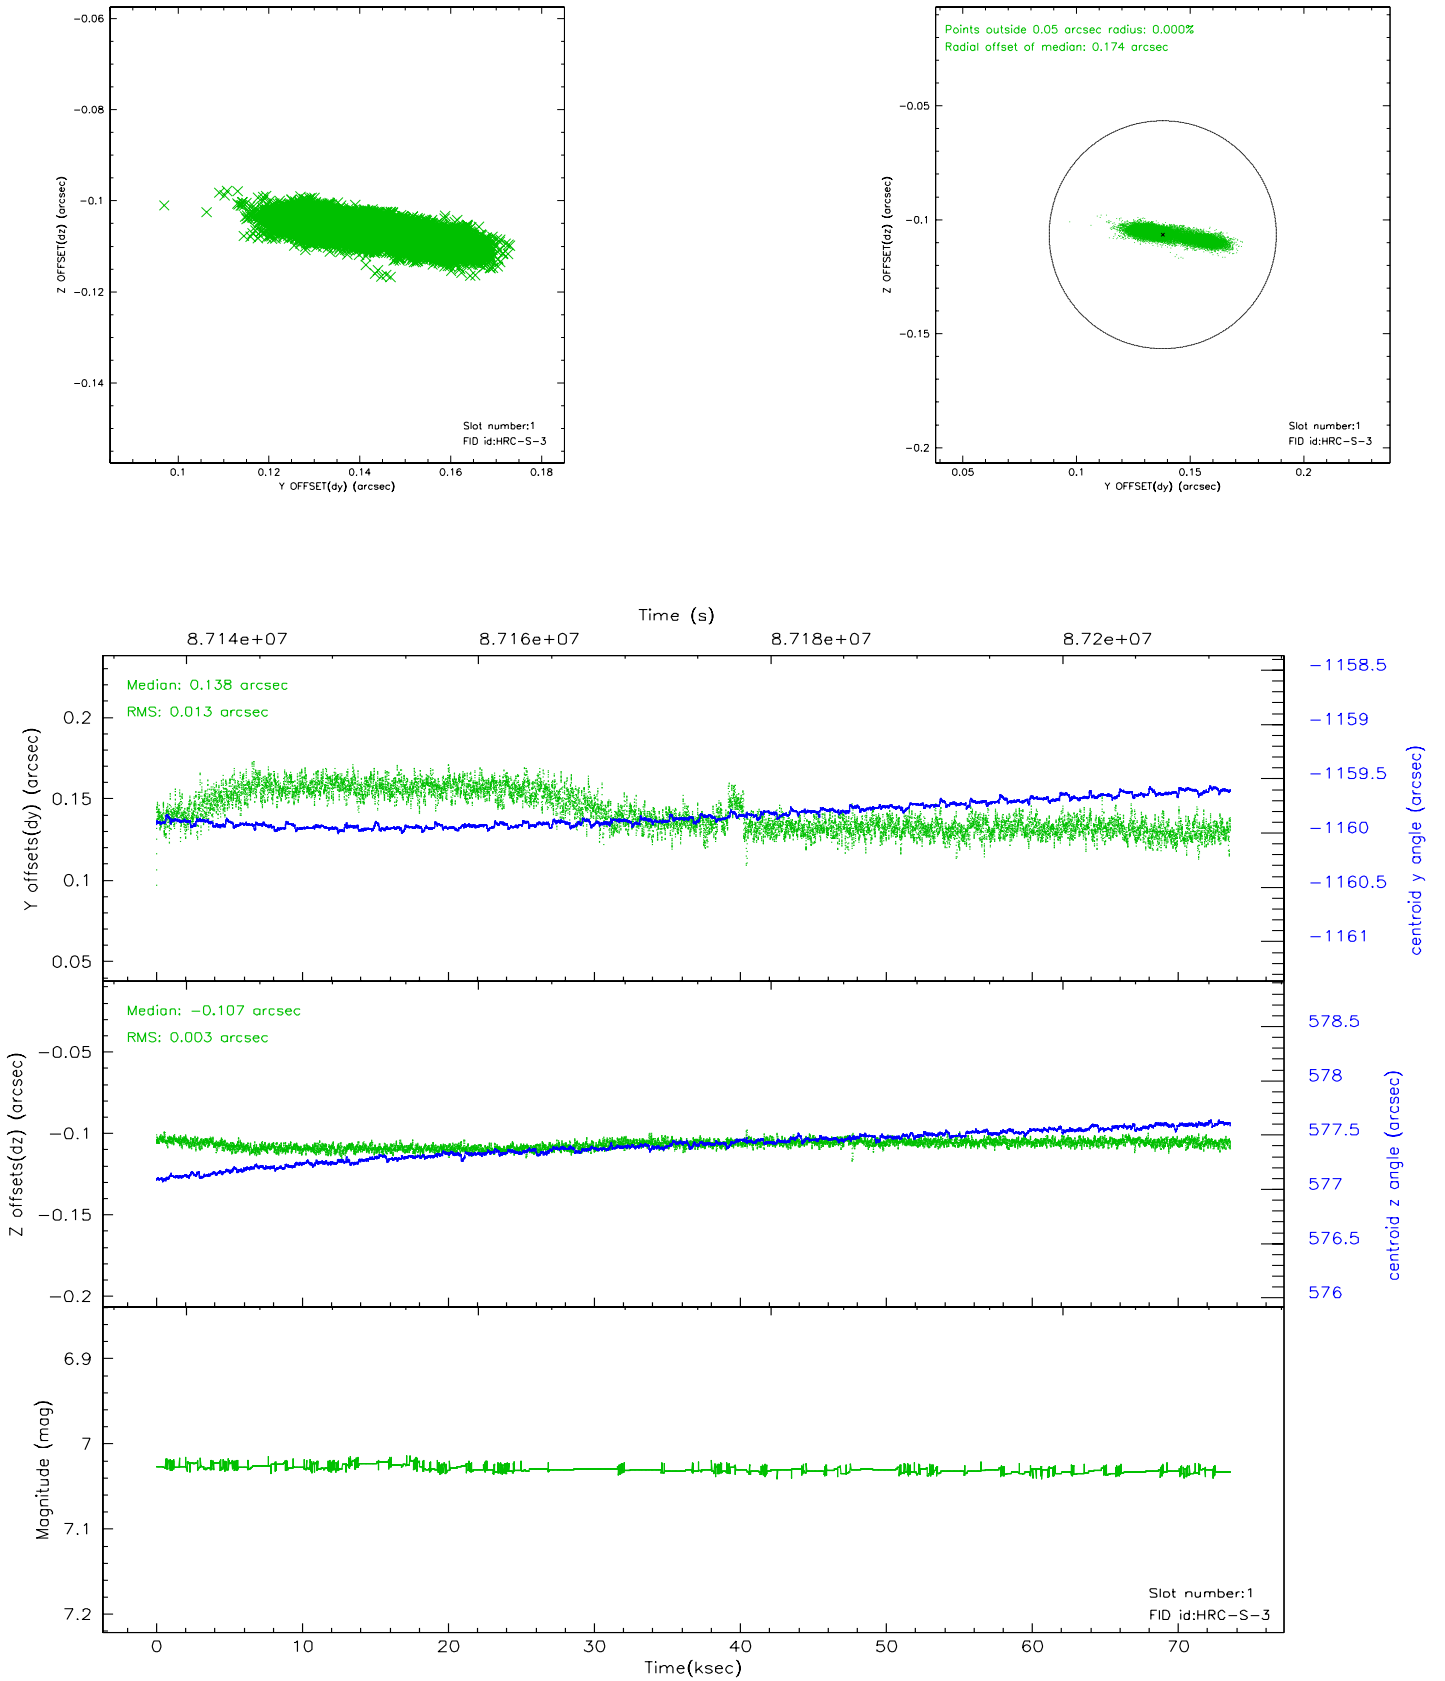 −0.06
−0.08
−0.1
−0.12
−0.14
Z OFFSET(dz) (arcsec)
0.1
0.12
0.14
0.16
0.18
Y OFFSET(dy) (arcsec)
Slot number:1
FID id:HRC−S−3
Points outside 0.05 arcsec radius: 0.000%
Radial offset of median: 0.174 arcsec
−0.05
−0.1
−0.15
−0.2
Z OFFSET(dz) (arcsec)
0.05
0.1
0.15
0.2
Y OFFSET(dy) (arcsec)
Slot number:1
FID id:HRC−S−3
Time (s)
8.714e+07
8.716e+07
8.718e+07
8.72e+07
Median: 0.138 arcsec
RMS: 0.013 arcsec
0.2
0.15
0.1
0.05
Y offsets(dy) (arcsec)
−1158.5
−1159
−1159.5
−1160
−1160.5
−1161
centroid y angle (arcsec)
Median: −0.107 arcsec
RMS: 0.003 arcsec
−0.05
−0.1
−0.15
−0.2
Z offsets(dz) (arcsec)
578.5
578
577.5
577
576.5
576
centroid z angle (arcsec)
6.9
7
7.1
7.2
Magnitude (mag)
Slot number:1
FID id:HRC−S−3
0
10
20
30
40
50
60
70
Time(ksec)